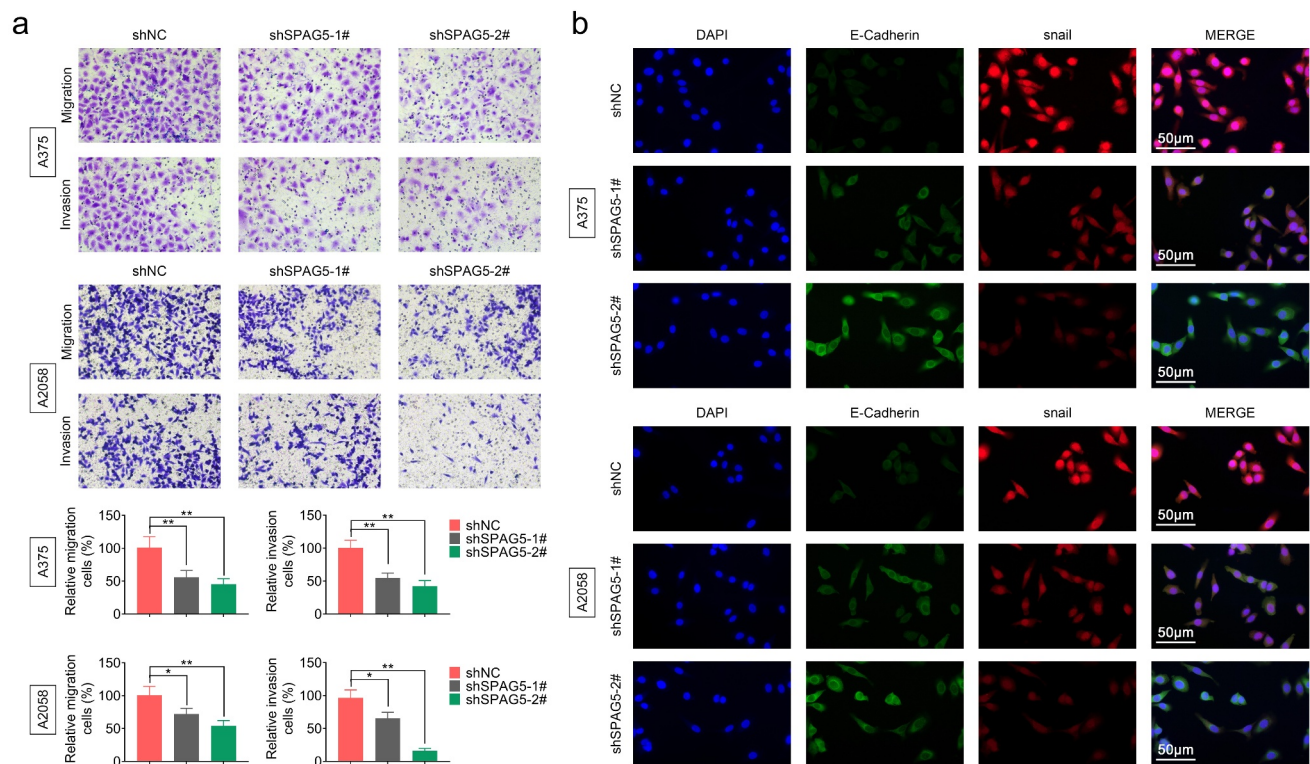 a
shNC shSPAG5-1# shSPAG5-2#
A375
Migration
Invasion
shNC shSPAG5-1# shSPAG5-2#
A2058
Migration
Invasion
A375
Relative migration
cells (%)
150
100
50
0
**
**
Relative invasion
cells (%)
150
100
50
0
**
**
shNC
shSPAG5-1#
shSPAG5-2#
A2058
Relative migration
cells (%)
150
100
50
0
**
*
Relative invasion
cells (%)
150
100
50
0
**
*
shNC
shSPAG5-1#
shSPAG5-2#
b
DAPI E-Cadherin snail MERGE
A375
shNC
50μm
shSPAG5-1#
50μm
shSPAG5-2#
50μm
DAPI E-Cadherin snail MERGE
A2058
shNC
50μm
shSPAG5-1#
50μm
shSPAG5-2#
50μm